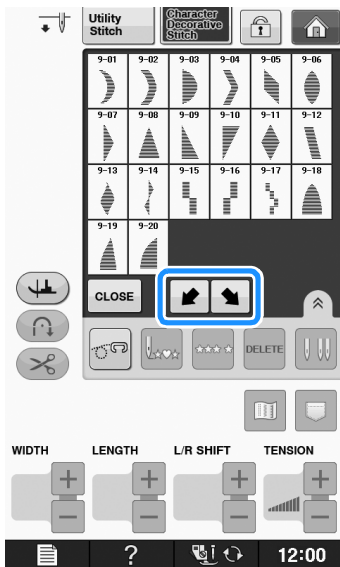 Utility
Stitch
Character
Decorative
Stitch
9-01 9-02 9-03 9-04 9-05 9-06
9-07 9-08 9-09 9-10 9-11 9-12
9-13 9-14 9-15 9-16 9-17 9-18
9-19 9-20
CLOSE
DELETE
WIDTH LENGTH L/R SHIFT TENSION
+ + + +
− − − −
? 12:00